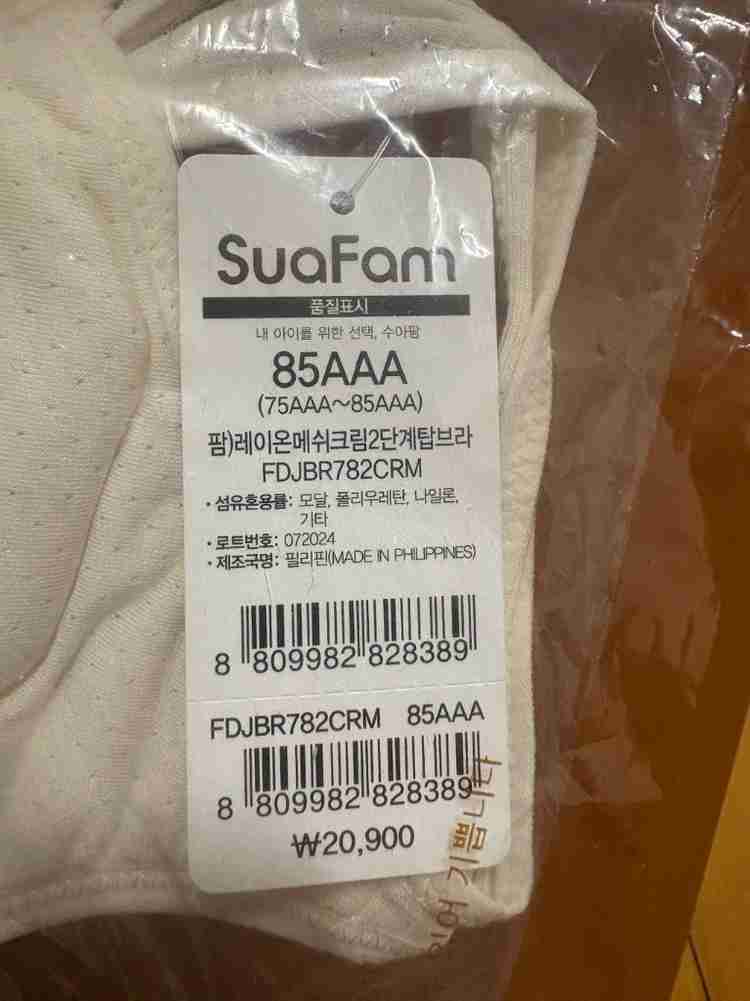 SuaFam
품질표시
내 아이를 위한 선택, 수아팜
85AAA
(75AAA~85AAA)
팜)레이온메쉬크림2단계탑브라
FDJBR782CRM
· 섬유혼용률: 모달, 폴리우레탄, 나일론,
기타
· 로트번호: 072024
· 제조국명: 필리핀(MADE IN PHILIPPINES)
8 809982 828389
FDJBR782CRM 85AAA
8 809982 828389
₩20,900
기쁩니다